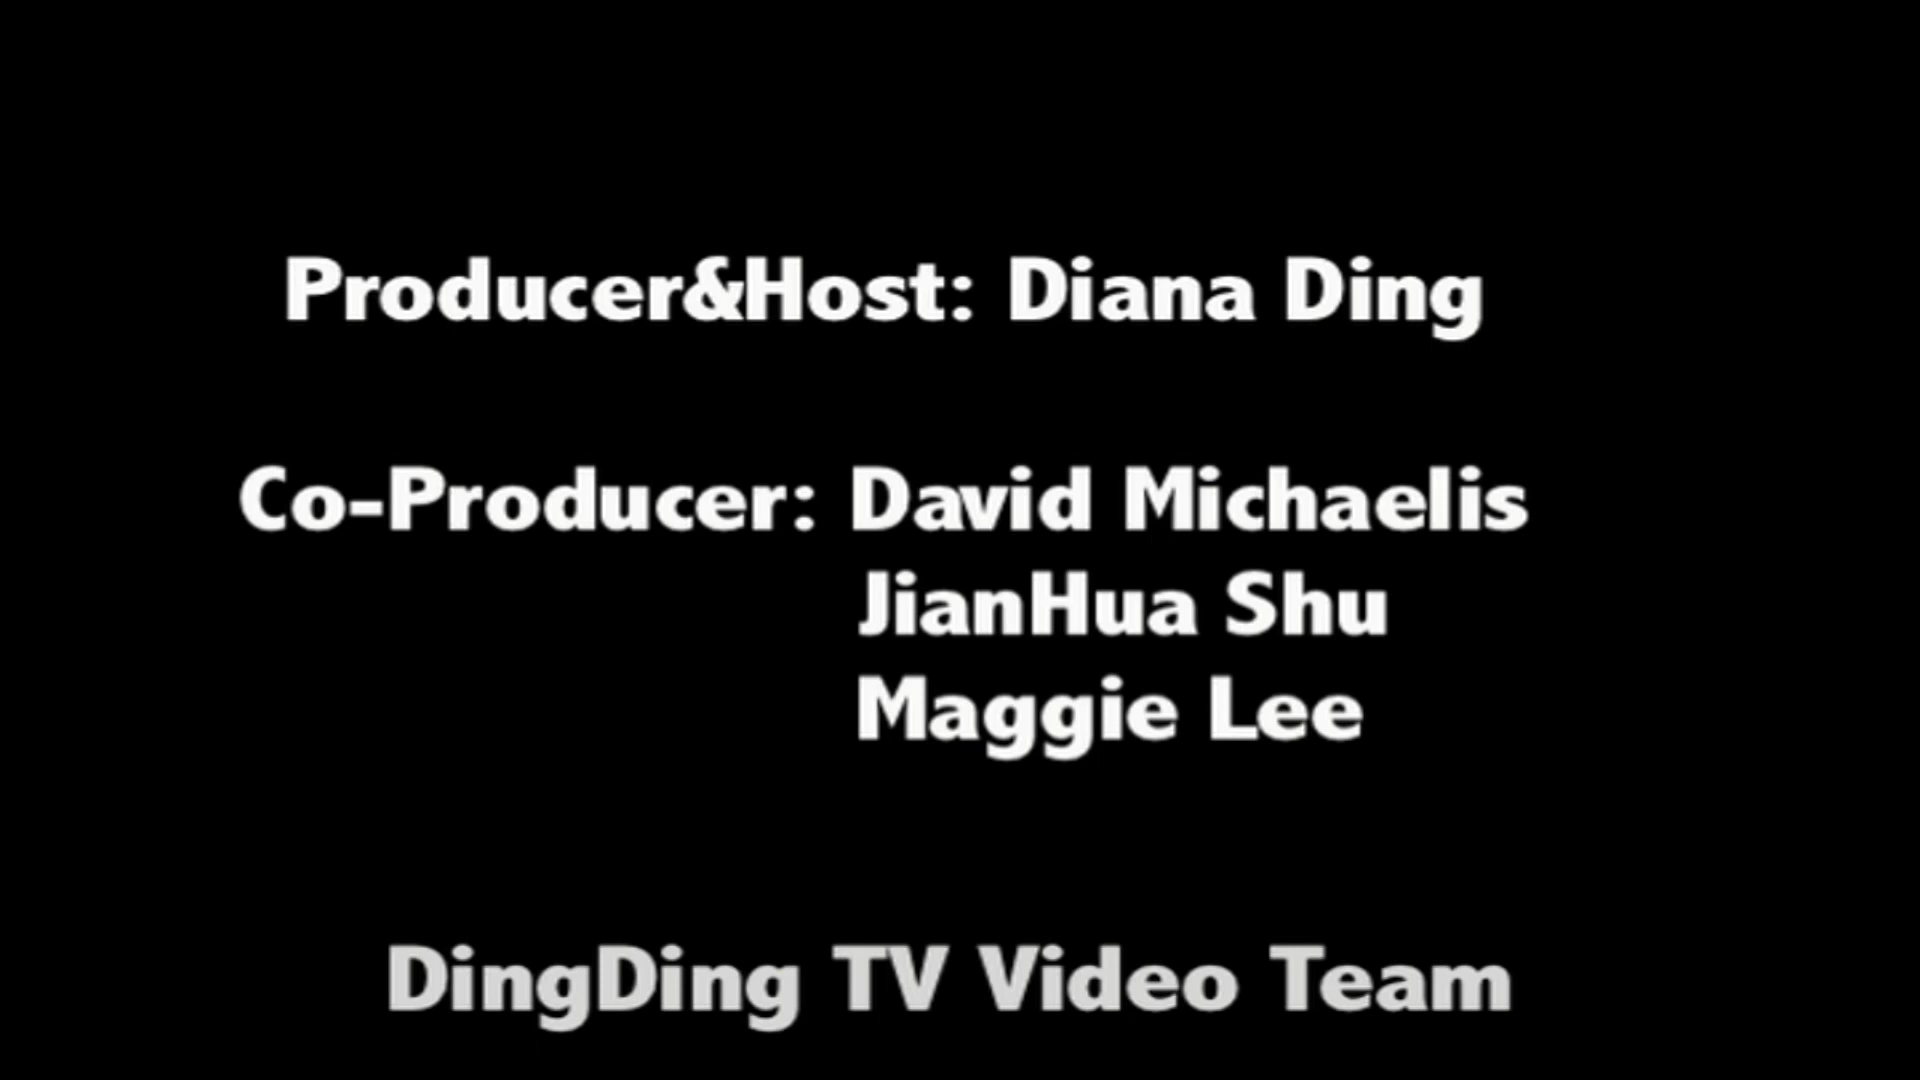 Producer&Host: Diana Ding
Co-Producer: David Michaelis
JianHua Shu
Maggie Lee
DingDing TV Video Team